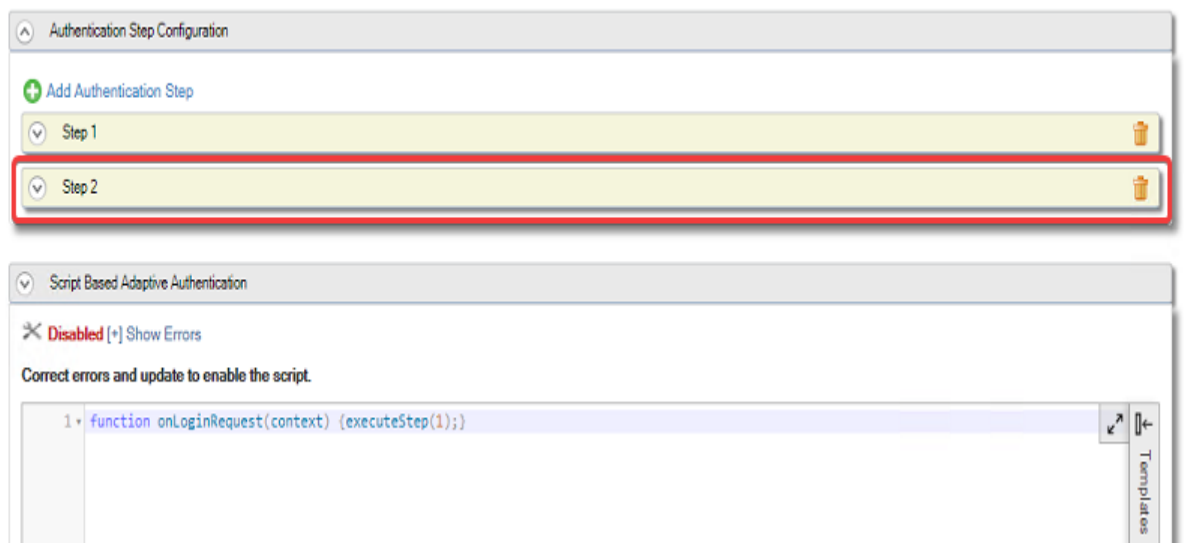 Authentication Step Configuration
Add Authentication Step
Step 1
Step 2
Script Based Adaptive Authentication
Disabled [+] Show Errors
Correct errors and update to enable the script.
1 function onLoginRequest(context) {executeStep(1);}
Templates